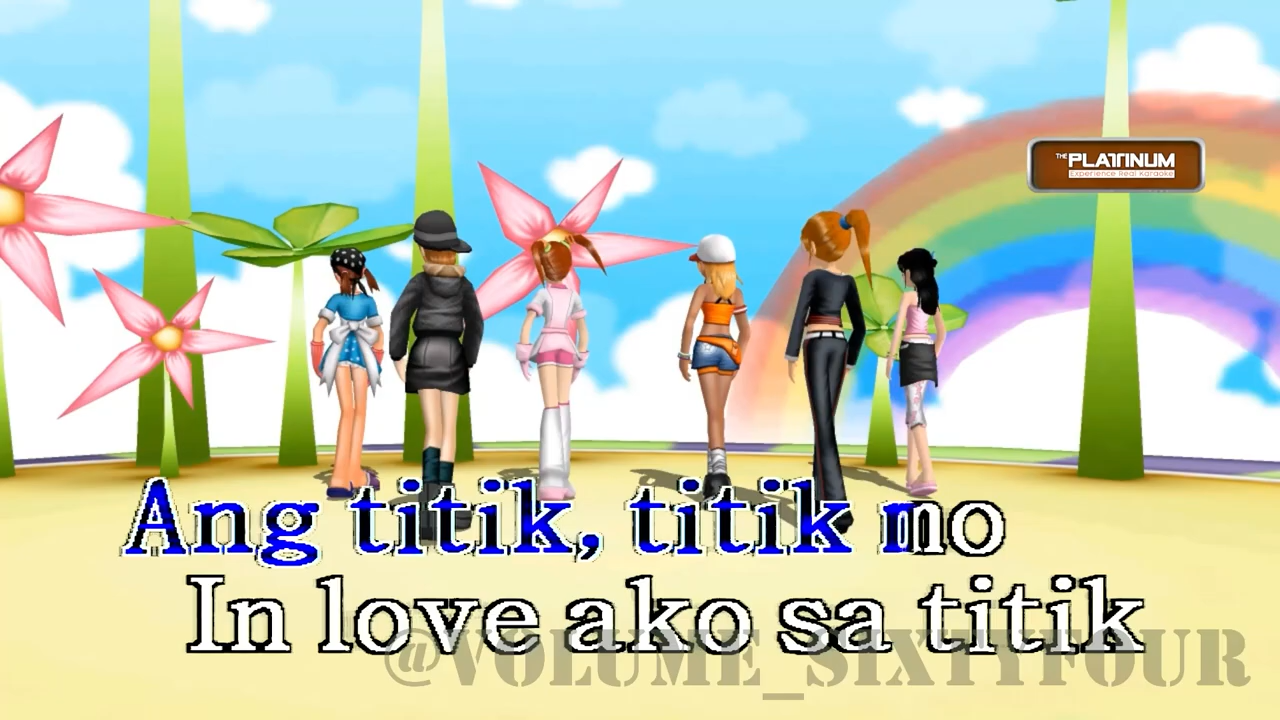 THE PLATINUM
Experience Real Karaoke
Ang titik, titik mo
In love ako sa titik
@VOLUME_SIXTYFOUR